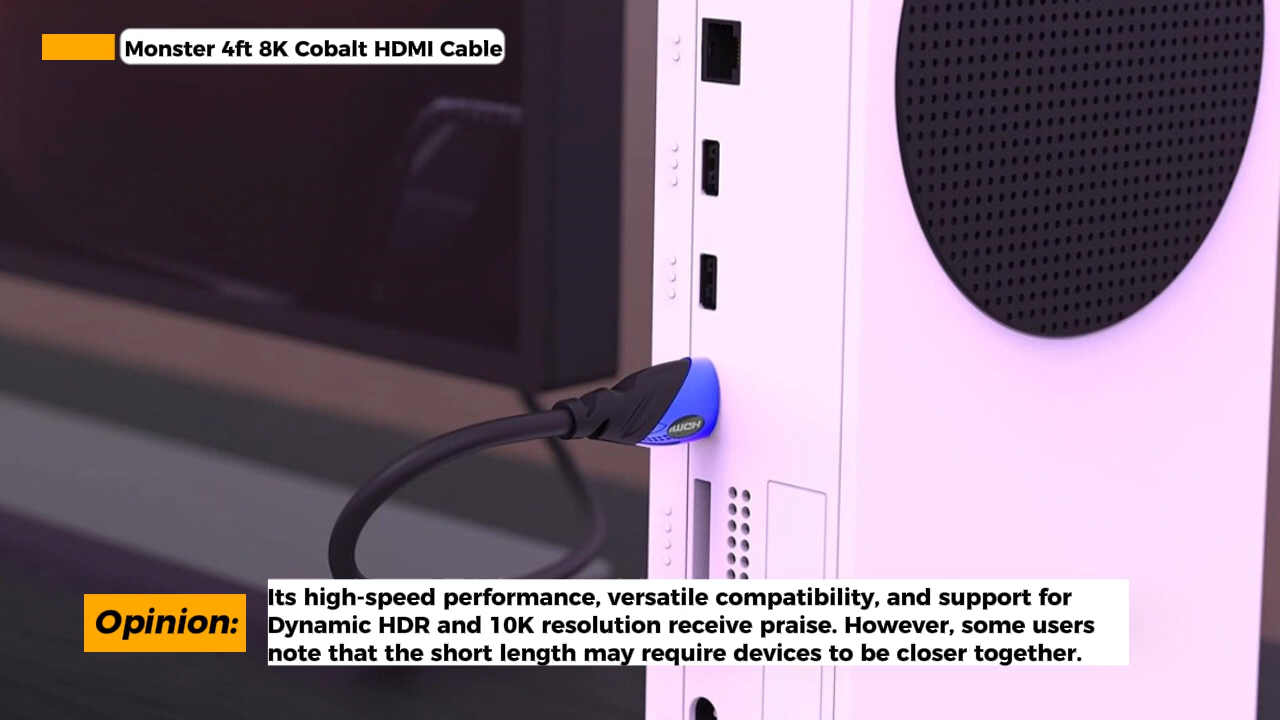 Monster 4ft 8K Cobalt HDMI Cable
HDMI
Opinion:
Its high-speed performance, versatile compatibility, and support for
Dynamic HDR and 10K resolution receive praise. However, some users
note that the short length may require devices to be closer together.